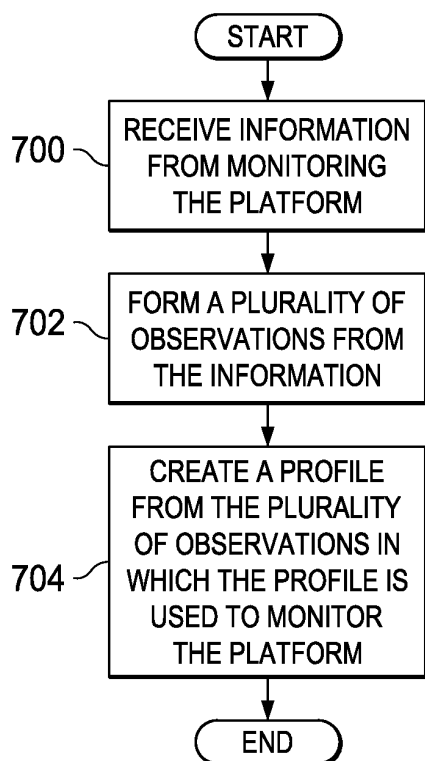 START
700
RECEIVE INFORMATION
FROM MONITORING
THE PLATFORM
702
FORM A PLURALITY OF
OBSERVATIONS FROM
THE INFORMATION
704
CREATE A PROFILE
FROM THE PLURALITY
OF OBSERVATIONS IN
WHICH THE PROFILE IS
USED TO MONITOR
THE PLATFORM
END